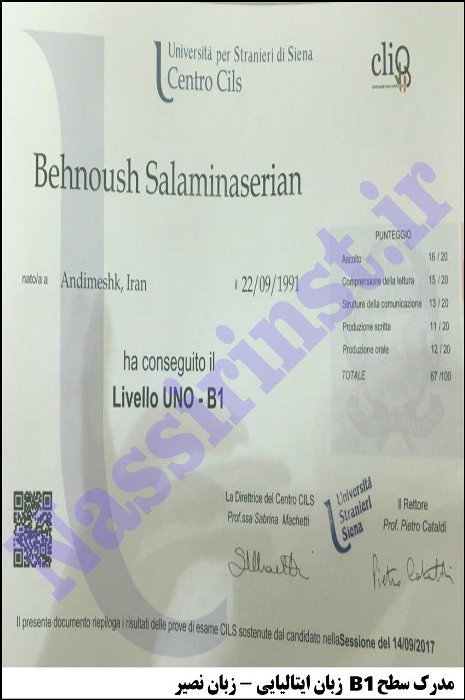 Università per Stranieri di Siena
Centro Cils
cliQ
Behnoush Salaminaserian
nato/a a Andimeshk, Iran il 22/09/1991
PUNTEGGIO
Ascolto 16 / 20
Comprensione della lettura 15 / 20
Strutture della comunicazione 13 / 20
Produzione scritta 11 / 20
Produzione orale 12 / 20
TOTALE 67 /100
ha conseguito il
Livello UNO - B1
Nassirinst.ir
La Direttrice del Centro CILS
Prof.ssa Sabrina Machetti
Università
Stranieri
Siena
Il Rettore
Prof. Pietro Cataldi
Pietro Cataldi
Il presente documento riepiloga i risultati delle prove di esame CILS sostenute dal candidato nella Sessione del 14/09/2017
مدرک سطح B1 زبان ایتالیایی – زبان نصیر